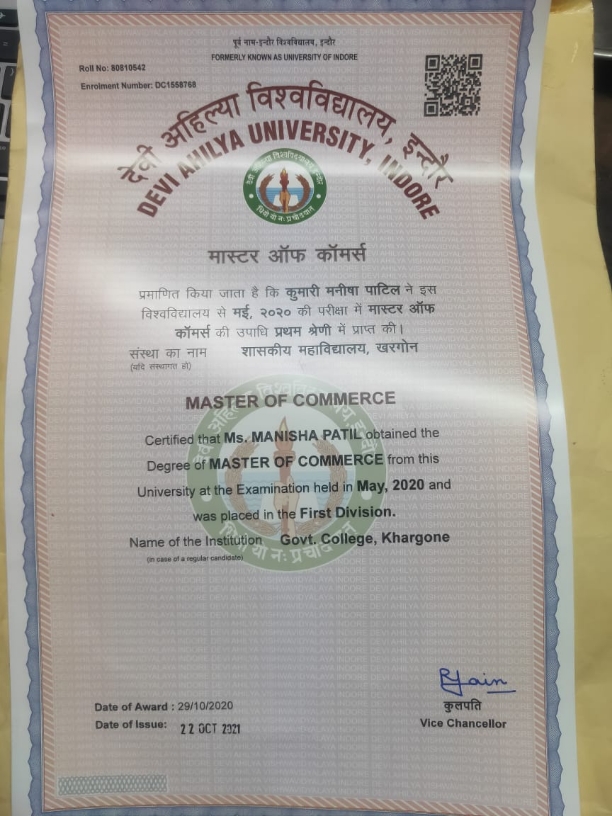 पूर्व नाम-इन्दौर विश्वविद्यालय, इन्दौर
FORMERLY KNOWN AS UNIVERSITY OF INDORE
Roll No: 80810542
Enrolment Number: DC1558768
देवी अहिल्या विश्वविद्यालय, इन्दौर
DEVI AHILYA UNIVERSITY, INDORE
मास्टर ऑफ कॉमर्स
प्रमाणित किया जाता है कि कुमारी मनीषा पाटिल ने इस
विश्वविद्यालय से मई, २०२० की परीक्षा में मास्टर ऑफ
कॉमर्स की उपाधि प्रथम श्रेणी में प्राप्त की।
संस्था का नाम शासकीय महाविद्यालय, खरगोन
(यदि संस्थागत हो)
MASTER OF COMMERCE
Certified that Ms. MANISHA PATIL obtained the
Degree of MASTER OF COMMERCE from this
University at the Examination held in May, 2020 and
was placed in the First Division.
Name of the Institution Govt. College, Khargone
(in case of a regular candidate)
धियो यो नः प्रचोदयात्
RJain
कुलपति
Vice Chancellor
Date of Award : 29/10/2020
Date of Issue: 22 OCT 2021